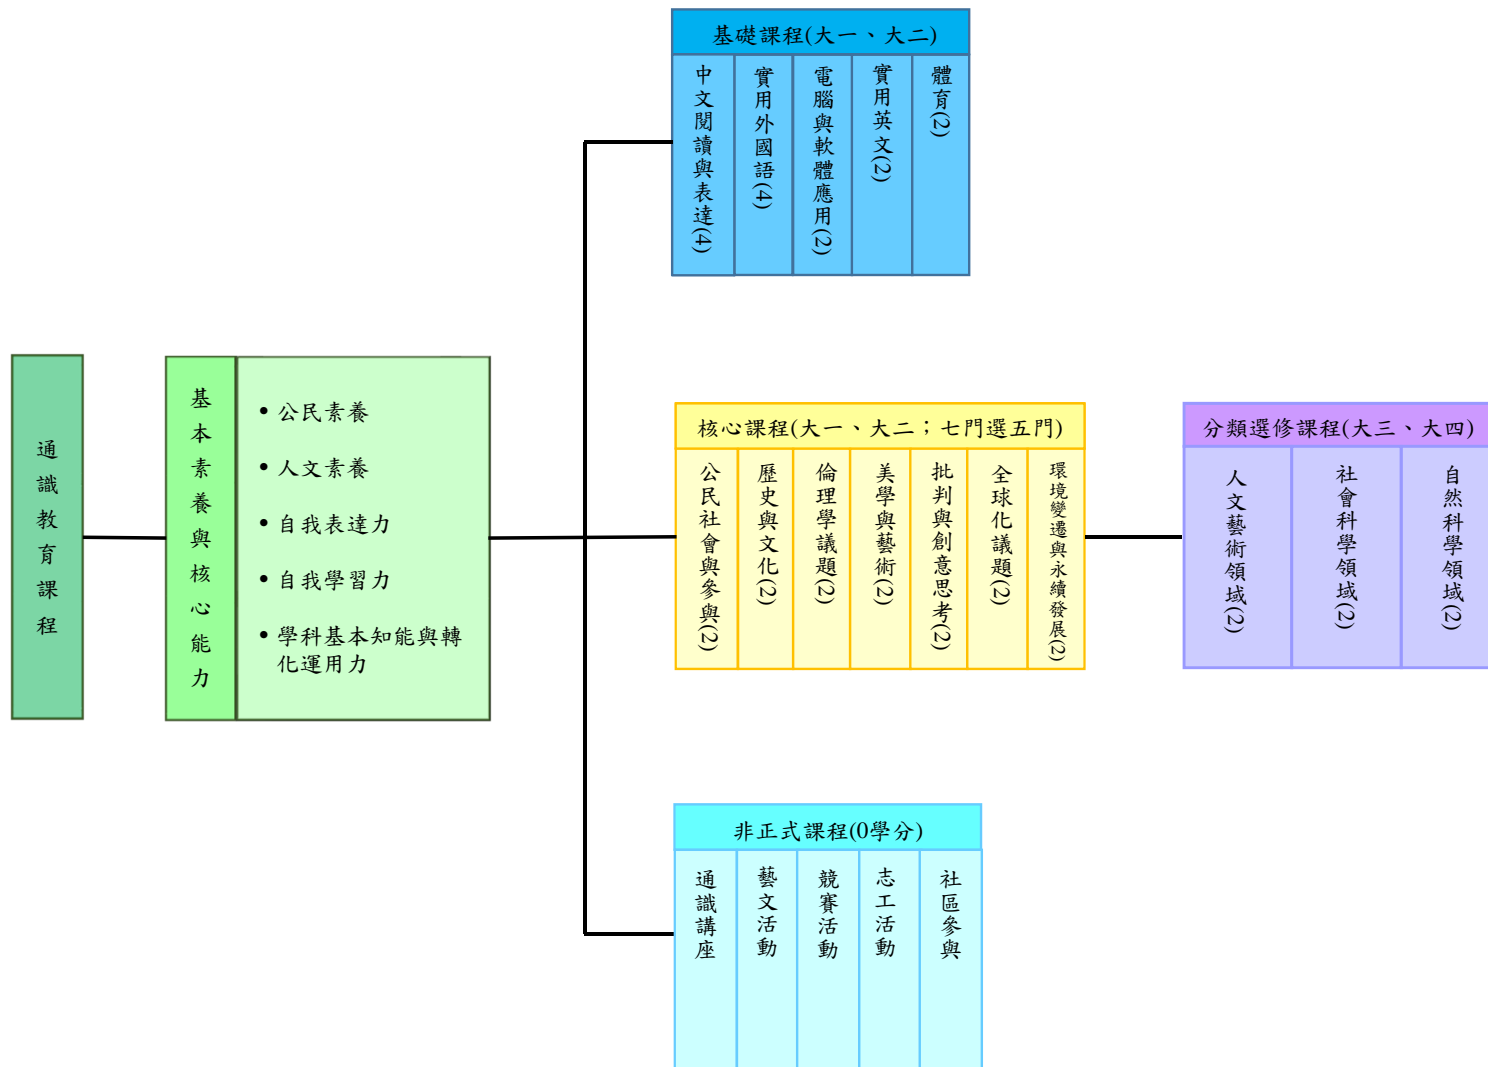 通識教育課程
基本素養與核心能力
• 公民素養
• 人文素養
• 自我表達力
• 自我學習力
• 學科基本知能與轉
化運用力
基礎課程(大一、大二)
中文閱讀與表達(4)
實用外國語(4)
電腦與軟體應用(2)
實用英文(2)
體育(2)
核心課程(大一、大二；七門選五門)
公民社會與參與(2)
歷史與文化(2)
倫理學議題(2)
美學與藝術(2)
批判與創意思考(2)
全球化議題(2)
環境變遷與永續發展(2)
分類選修課程(大三、大四)
人文藝術領域(2)
社會科學領域(2)
自然科學領域(2)
非正式課程(0學分)
通識講座
藝文活動
競賽活動
志工活動
社區參與